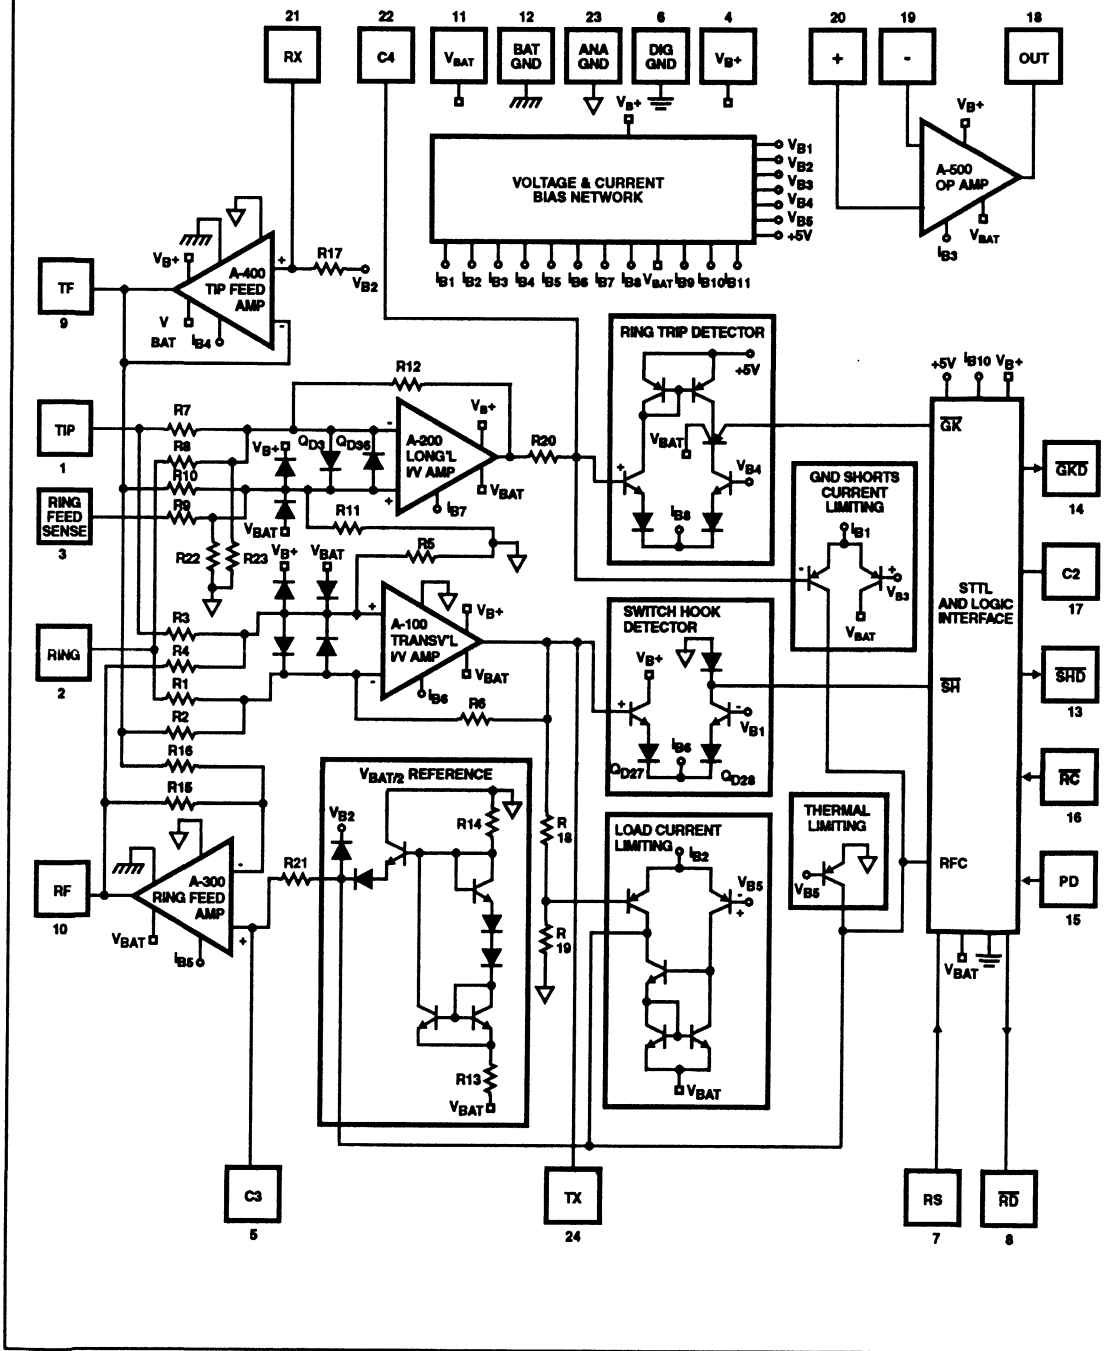 21 22 11 12 23 6 4 20 19 18
RX C4 VBAT BAT GND ANA GND DIG GND VB+ + - OUT
VB+
VOLTAGE & CURRENT
BIAS NETWORK
VB1
VB2
VB3
VB4
VB5
+5V
IB1 IB2 IB3 IB4 IB5 IB6 IB7 IB8 VBAT IB9 IB10 IB11
VB+
-
A-500
OP AMP
+
VBAT
IB3
TF
9
VB+
A-400
TIP FEED
AMP
+
-
V
BAT
IB4
R17
VB2
TIP
1
RING
FEED
SENSE
3
R7
R8
R10
R9
R22
R23
VB+
VBAT
QD3
QD36
R12
-
A-200
LONG'L
I/V AMP
+
VB+
VBAT
IB7
R20
R11
R5
RING TRIP DETECTOR
+5V
VBAT
+
-
VB4
IB8
GND SHORTS
CURRENT
LIMITING
IB1
-
+
VB3
VBAT
+5V IB10 VB+
GK
STTL
AND LOGIC
INTERFACE
SH
RFC
VBAT
GKD
14
C2
17
SHD
13
RC
16
PD
15
RING
2
R3
R4
R1
R2
R16
R15
VB+
VBAT
+
A-100
TRANSV'L
I/V AMP
-
VB+
VBAT
IB6
R6
SWITCH HOOK
DETECTOR
VB+
+
-
VB1
IB6
QD27
QD28
VBAT/2 REFERENCE
VB2
R14
R13
VBAT
R
18
R
19
LOAD CURRENT
LIMITING
IB2
VB5
-
+
VBAT
THERMAL
LIMITING
VB5
RF
10
A-300
RING FEED
AMP
-
+
VBAT
IB5
R21
C3
5
TX
24
RS
7
RD
8